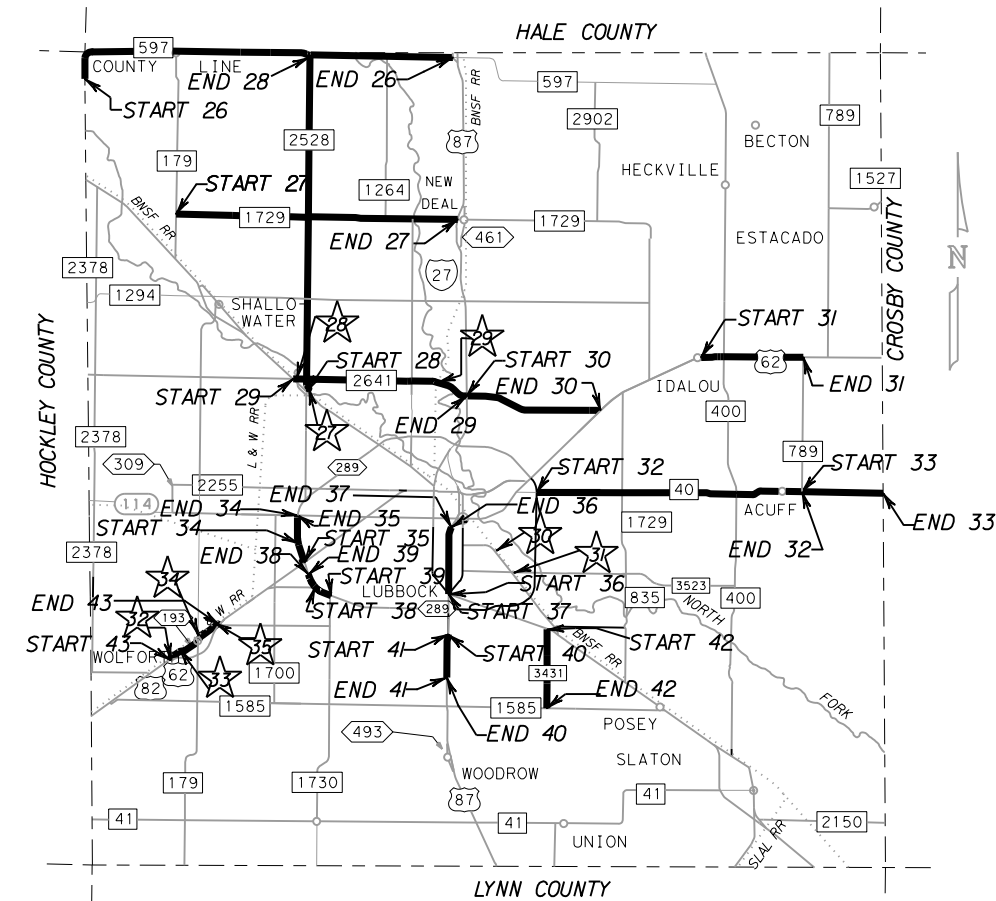 HALE COUNTY
597
COUNTY LINE
END 28
END 26
597
START 26
BNSF RR
2528
87
2902
789
BECTON
179
HECKVILLE
START 27
1264
NEW
DEAL
1527
BNSF RR
1729
1729
END 27
461
ESTACADO
CROSBY COUNTY
N
2378
27
1294
SHALLO-
WATER
28
29
START 31
HOCKLEY COUNTY
START 28
START 30
62
2641
END 30
IDALOU
END 31
START 29
END 29
400
27
2378
L & W RR
789
309
289
START 32
START 33
2255
END 37
40
114
END 34
END 35
END 36
ACUFF
END 33
START 34
START 35
30
1729
END 32
2378
END 38
END 39
31
34
START 39
LUBBOCK
START 36
3523
END 43
W RR
START 38
289
START 37
835
NORTH
400
32
193
START 43
35
START 41
START 40
BNSF RR
START 42
WOLFOR
62
33
1700
3431
82
END 41
END 42
FORK
1585
1585
POSEY
493
END 40
SLATON
WOODROW
179
1730
87
41
41
41
2150
UNION
SLAL RR
LYNN COUNTY